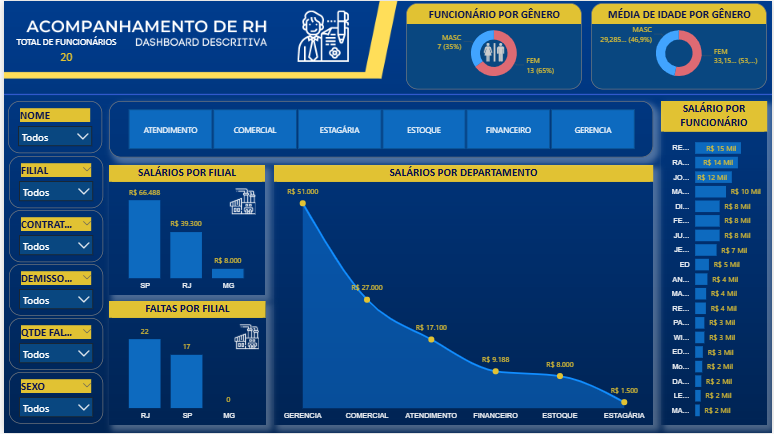 ACOMPANHAMENTO DE RH
TOTAL DE FUNCIONÁRIOS
DASHBOARD DESCRITIVA
20
FUNCIONÁRIO POR GÊNERO
MASC
7 (35%)
FEM
13 (65%)
MÉDIA DE IDADE POR GÊNERO
MASC
29,285... (46,9%)
FEM
33,15... (53,...)
NOME
Todos
FILIAL
Todos
CONTRAT...
Todos
DEMISSO...
Todos
QTDE FAL...
Todos
SEXO
Todos
ATENDIMENTO
COMERCIAL
ESTAGÁRIA
ESTOQUE
FINANCEIRO
GERENCIA
SALÁRIOS POR FILIAL
R$ 66.488
R$ 39.300
R$ 8.000
SP
RJ
MG
FALTAS POR FILIAL
22
17
0
RJ
SP
MG
SALÁRIOS POR DEPARTAMENTO
R$ 51.000
R$ 27.000
R$ 17.100
R$ 9.188
R$ 8.000
R$ 1.500
GERENCIA
COMERCIAL
ATENDIMENTO
FINANCEIRO
ESTOQUE
ESTAGÁRIA
SALÁRIO POR
FUNCIONÁRIO
RE... R$ 15 Mil
RA... R$ 14 Mil
JO... R$ 12 Mil
MA... R$ 10 Mil
DI... R$ 8 Mil
FE... R$ 8 Mil
JU... R$ 8 Mil
JE... R$ 7 Mil
ED R$ 5 Mil
AN... R$ 4 Mil
MA... R$ 4 Mil
RE... R$ 4 Mil
PA... R$ 3 Mil
WI... R$ 3 Mil
ED... R$ 3 Mil
Mo... R$ 2 Mil
DA... R$ 2 Mil
LE... R$ 2 Mil
MA... R$ 2 Mil